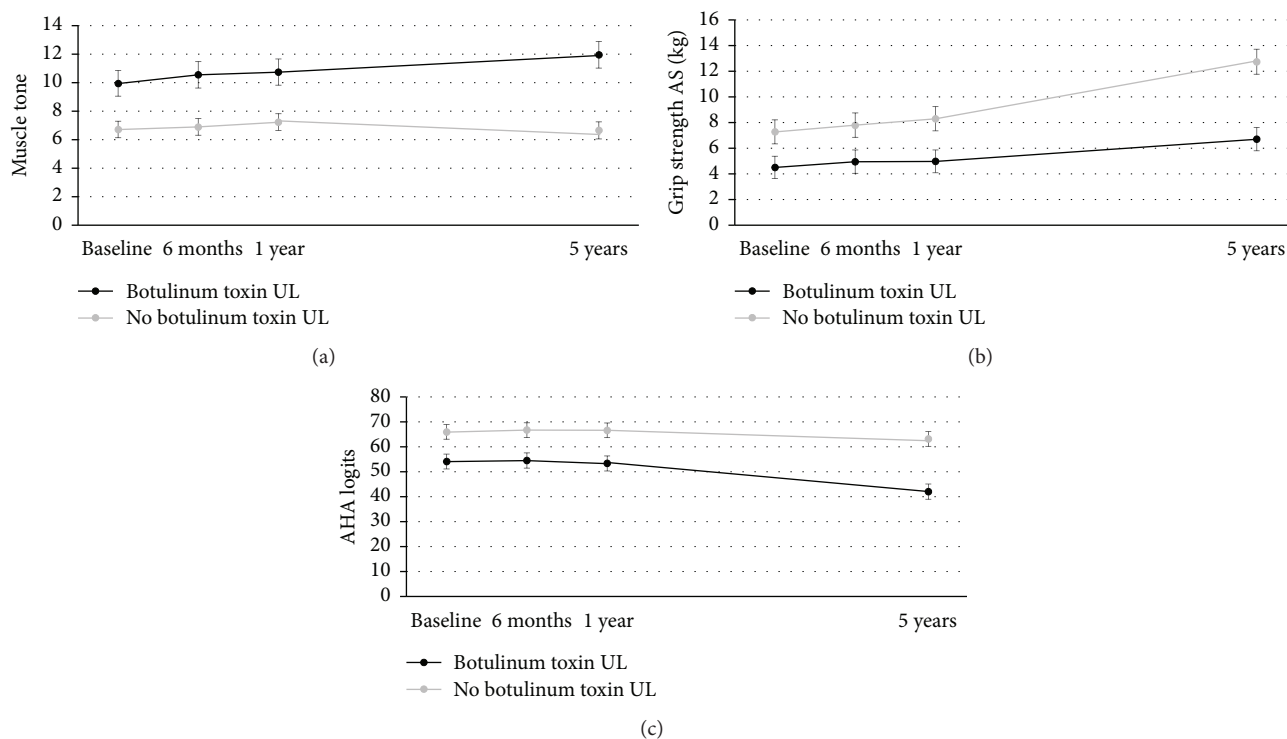 14
12
10
8
6
4
2
0
Muscle tone
Baseline 6 months 1 year 5 years
Botulinum toxin UL
No botulinum toxin UL
(a)
16
14
12
10
8
6
4
2
0
Grip strength AS (kg)
Baseline 6 months 1 year 5 years
Botulinum toxin UL
No botulinum toxin UL
(b)
80
70
60
50
40
30
20
10
0
AHA logits
Baseline 6 months 1 year 5 years
Botulinum toxin UL
No botulinum toxin UL
(c)